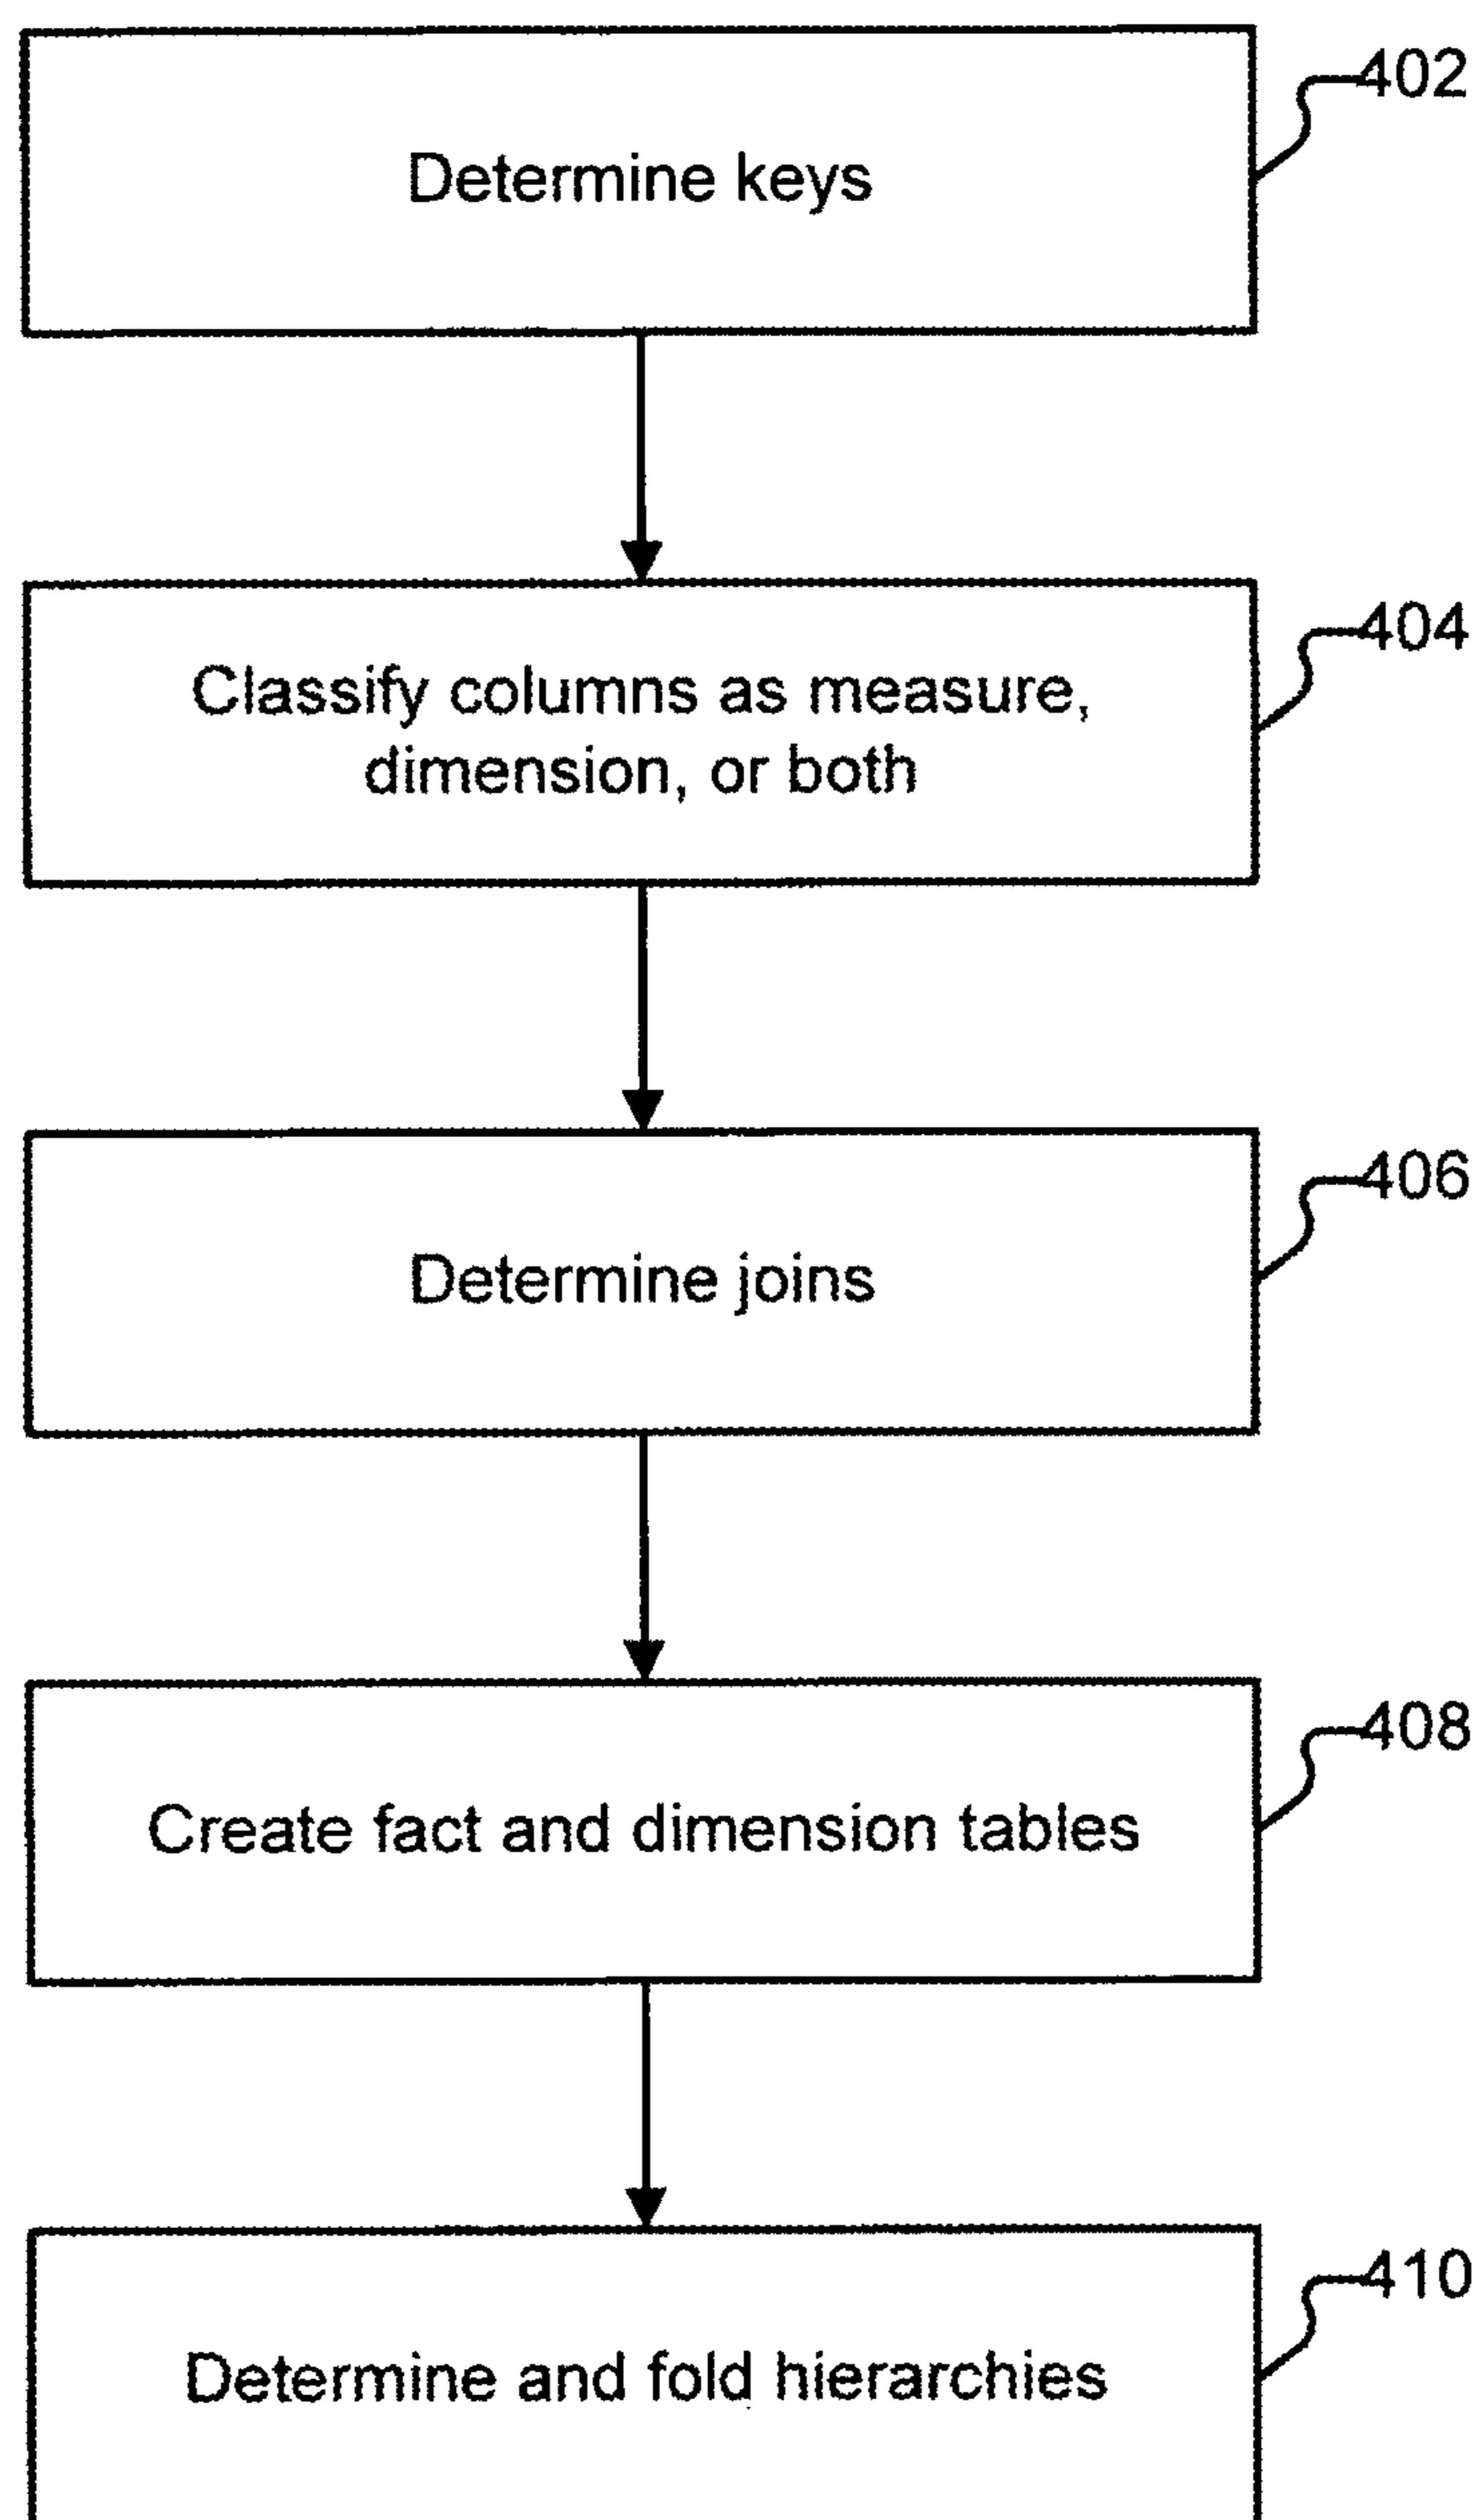 402
Determine keys
404
Classify columns as measure,
dimension, or both
406
Determine joins
408
Create fact and dimension tables
410
Determine and fold hierarchies